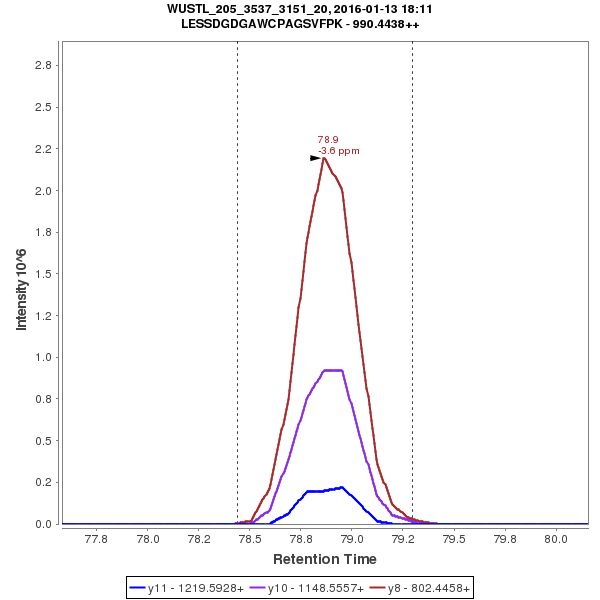 WUSTL_205_3537_3151_20, 2016-01-13 18:11
LESSDGDGAWCPAGSVFPK - 990.4438++
2.8
2.5
2.2
2.0
1.8
1.5
1.2
1.0
0.8
0.5
0.2
0.0
Intensity 10^6
78.9
-3.6 ppm
77.8 78.0 78.2 78.5 78.8 79.0 79.2 79.5 79.8 80.0
Retention Time
y11 - 1219.5928+ y10 - 1148.5557+ y8 - 802.4458+